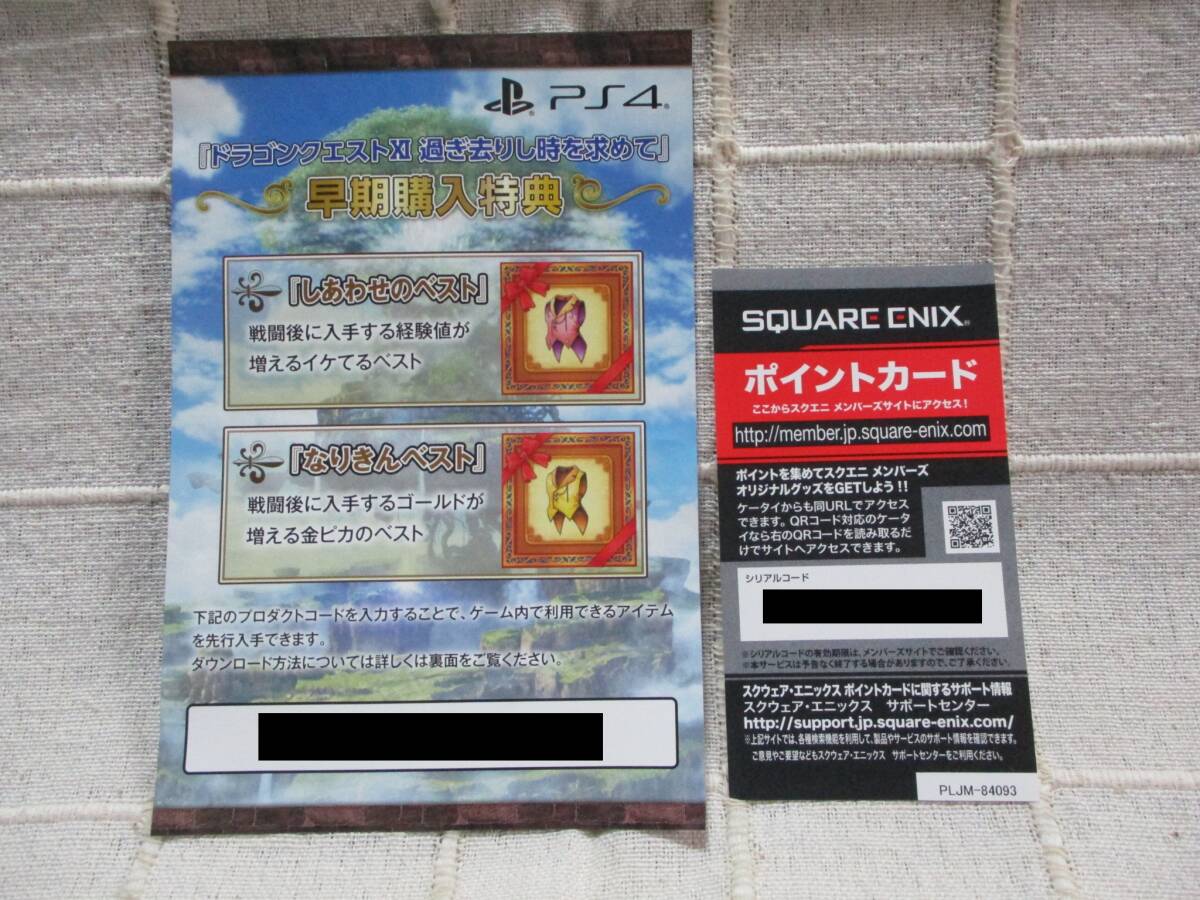 PS4
『ドラゴンクエストXI 過ぎ去りし時を求めて』
早期購入特典
『しあわせのベスト』
戦闘後に入手する経験値が
増えるイケてるベスト
『なりきんベスト』
戦闘後に入手するゴールドが
増える金ピカのベスト
下記のプロダクトコードを入力することで、ゲーム内で利用できるアイテム
を先行入手できます。
ダウンロード方法については詳しくは裏面をご覧ください。
SQUARE ENIX®
ポイントカード
ここからスクエニ メンバーズサイトにアクセス!
http://member.jp.square-enix.com
ポイントを集めてスクエニ メンバーズ
オリジナルグッズをGETしよう!!
ケータイからも同URLでアクセス
できます。QRコード対応のケータ
イなら右のQRコードを読み取るだ
けでサイトへアクセスできます。
シリアルコード
※シリアルコードの有効期限は、メンバーズサイトでご確認ください。
※本サービスは予告なく終了する場合がありますので、ご了承ください。
スクウェア・エニックス ポイントカードに関するサポート情報
スクウェア・エニックス サポートセンター
http://support.jp.square-enix.com/
※上記サイトでは、各種検索機能を利用して、製品やサービスのサポート情報を確認できます。
ご意見やご要望などもスクウェア・エニックス サポートセンターをご利用ください。
PLJM-84093